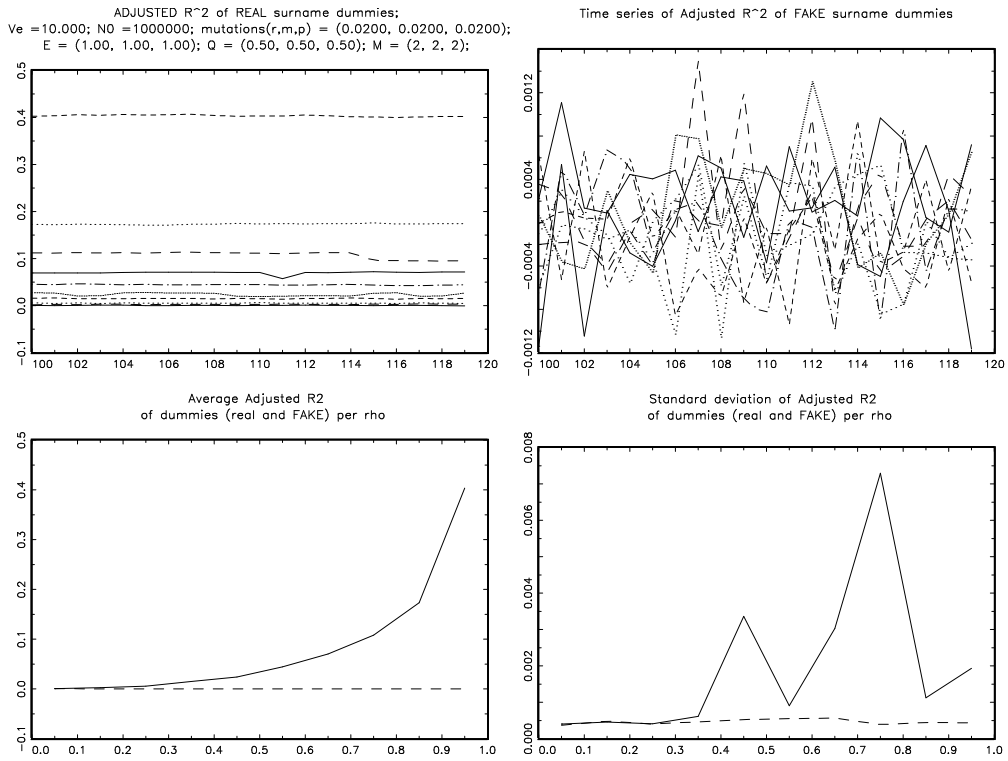 ADJUSTED R^2 of REAL surname dummies;
Ve =10.000; N0 =1000000; mutations(r,m,p) = (0.0200, 0.0200, 0.0200);
E = (1.00, 1.00, 1.00); Q = (0.50, 0.50, 0.50); M = (2, 2, 2);
0.5
0.4
0.3
0.2
0.1
0.0
-0.1
100 102 104 106 108 110 112 114 116 118 120
Time series of Adjusted R^2 of FAKE surname dummies
0.0012
0.0004
-0.0004
-0.0012
100 102 104 106 108 110 112 114 116 118 120
Average Adjusted R2
of dummies (real and FAKE) per rho
0.5
0.4
0.3
0.2
0.1
0.0
-0.1
0.0 0.1 0.2 0.3 0.4 0.5 0.6 0.7 0.8 0.9 1.0
Standard deviation of Adjusted R2
of dummies (real and FAKE) per rho
0.008
0.006
0.004
0.002
0.000
0.0 0.1 0.2 0.3 0.4 0.5 0.6 0.7 0.8 0.9 1.0